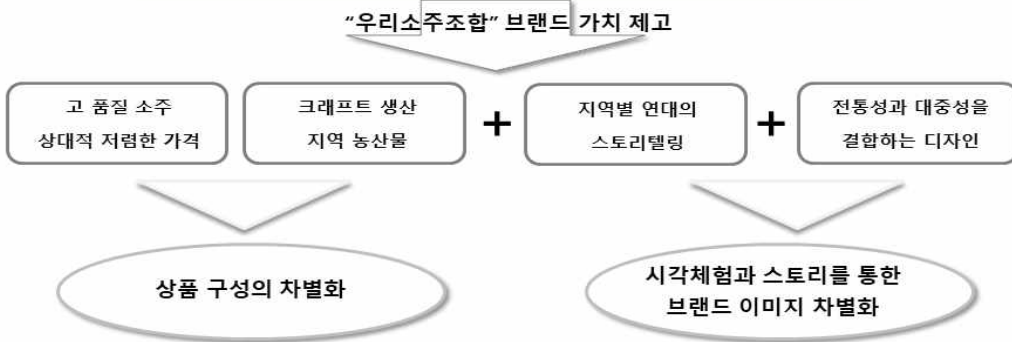 “우리소주조합” 브랜드 가치 제고
고 품질 소주
상대적 저렴한 가격
크래프트 생산
지역 농산물
+
지역별 연대의
스토리텔링
+
전통성과 대중성을
결합하는 디자인
상품 구성의 차별화
시각체험과 스토리를 통한
브랜드 이미지 차별화